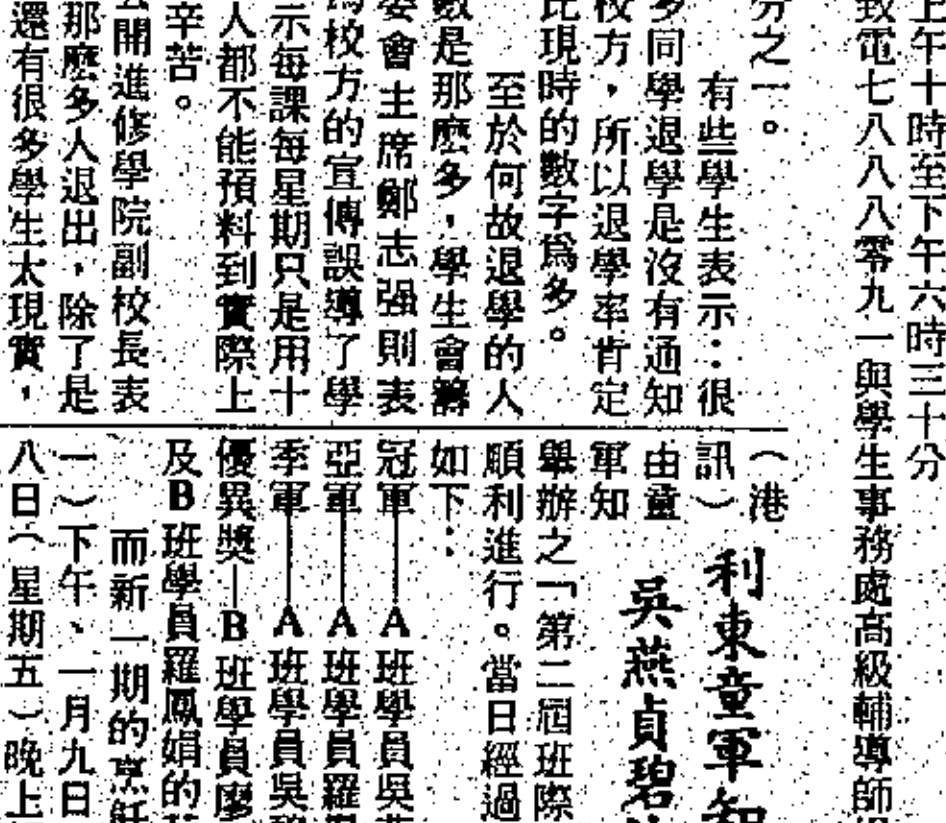 上午十時至下午六時三十分
致電七八八八零九一與學生事務處高級輔導師
分之一。
有些學生表示：很
多同學退學是沒有通知
校方，所以退學率肯定
比現時的數字爲多。
至於何故退學的人
數是那麽多，學生會籌
委會主席鄭志强則表
爲校方的宣傳誤導了學
示每課每星期只是用十
人都不能預料到實際上
辛苦。
公開進修學院副校長表
那麽多人退出，除了是
還有很多學生太現實，
利東童軍知
吳燕貞碧
（港
訊）
由童
軍知
舉辦之「第二屆班際
順利進行。當日經過
如下：
冠軍——A班學員吳燕
亞軍——A班學員羅
季軍——A班學員吳碧
優異獎—B班學員廖
及B班學員羅鳳娟的
而新一期的烹飪
一）下午、一月九日
八日（星期五）晚上